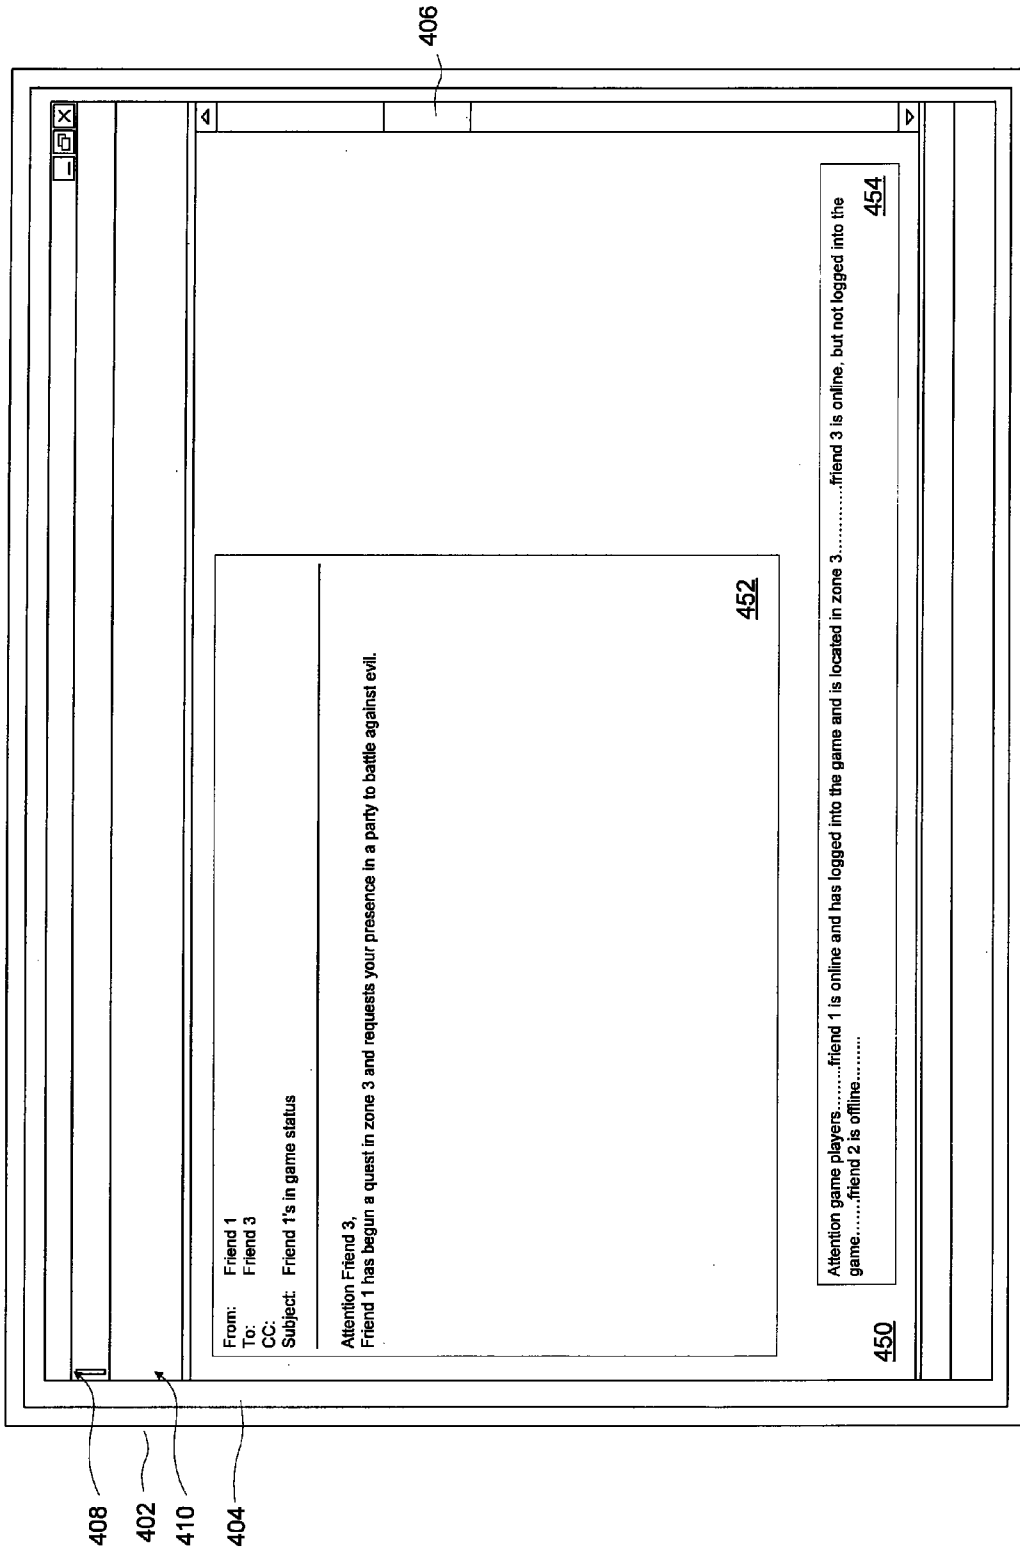 408
402
410
404
406
From: Friend 1
To: Friend 3
CC:
Subject: Friend 1's in game status
Attention Friend 3,
Friend 1 has begun a quest in zone 3 and requests your presence in a party to battle against evil.
452
450
Attention game players.........friend 1 is online and has logged into the game and is located in zone 3.............friend 3 is online, but not logged into the
game.......friend 2 is offline.........
454